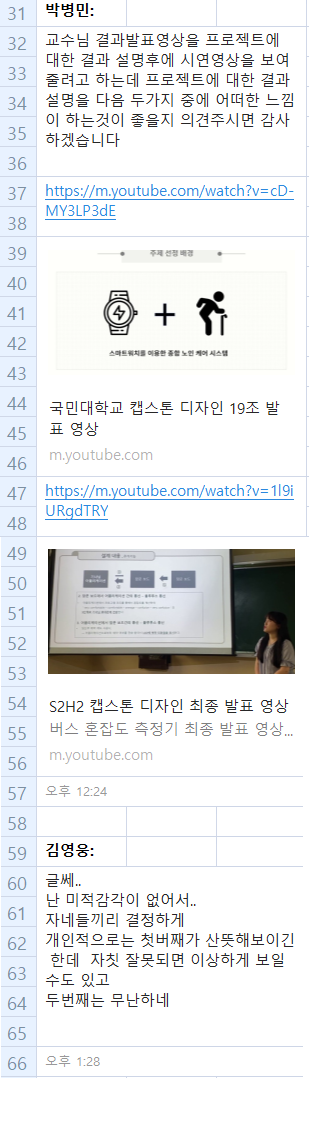 31
박병민:
32
교수님 결과발표영상을 프로젝트에
33
대한 결과 설명후에 시연영상을 보여
34
줄려고 하는데 프로젝트에 대한 결과
설명을 다음 두가지 중에 어떠한 느낌
35
이 하는것이 좋을지 의견주시면 감사
하겠습니다
36
37
https://m.youtube.com/watch?v=cD-
38
MY3LP3dE
39
주제 선정 배경
40
41
42
스마트워치를 이용한 종합 노인 케어 시스템
43
44
국민대학교 캡스톤 디자인 19조 발
45
표 영상
46
m.youtube.com
47
https://m.youtube.com/watch?v=1l9i
48
URgdTRY
49
50
51
52
53
54
S2H2 캡스톤 디자인 최종 발표 영상
55
버스 혼잡도 측정기 최종 발표 영상...
56
m.youtube.com
57
오후 12:24
58
59
김영웅:
60
글쎄..
난 미적감각이 없어서..
61
자네들끼리 결정하게
62
개인적으로는 첫버째가 산뜻해보이긴
63
한데 자칫 잘못되면 이상하게 보일
수도 있고
64
두번째는 무난하네
65
66
오후 1:28